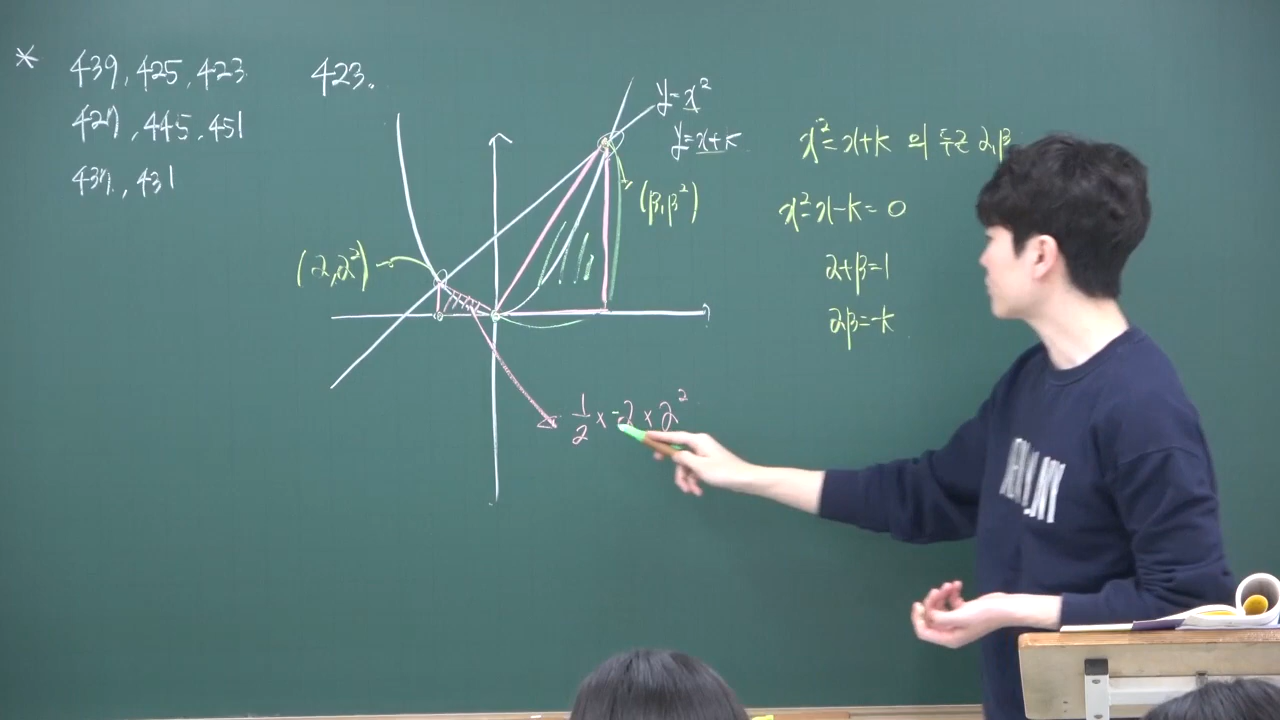 * 439, 425, 423
427, 445, 451
437, 431
423.
y=x²
y=x+k
(β, β²)
(α, α²)
½ × -α × α²
x²=x+k 의 두근 α, β
x²-x-k=0
α+β=1
αβ=-k